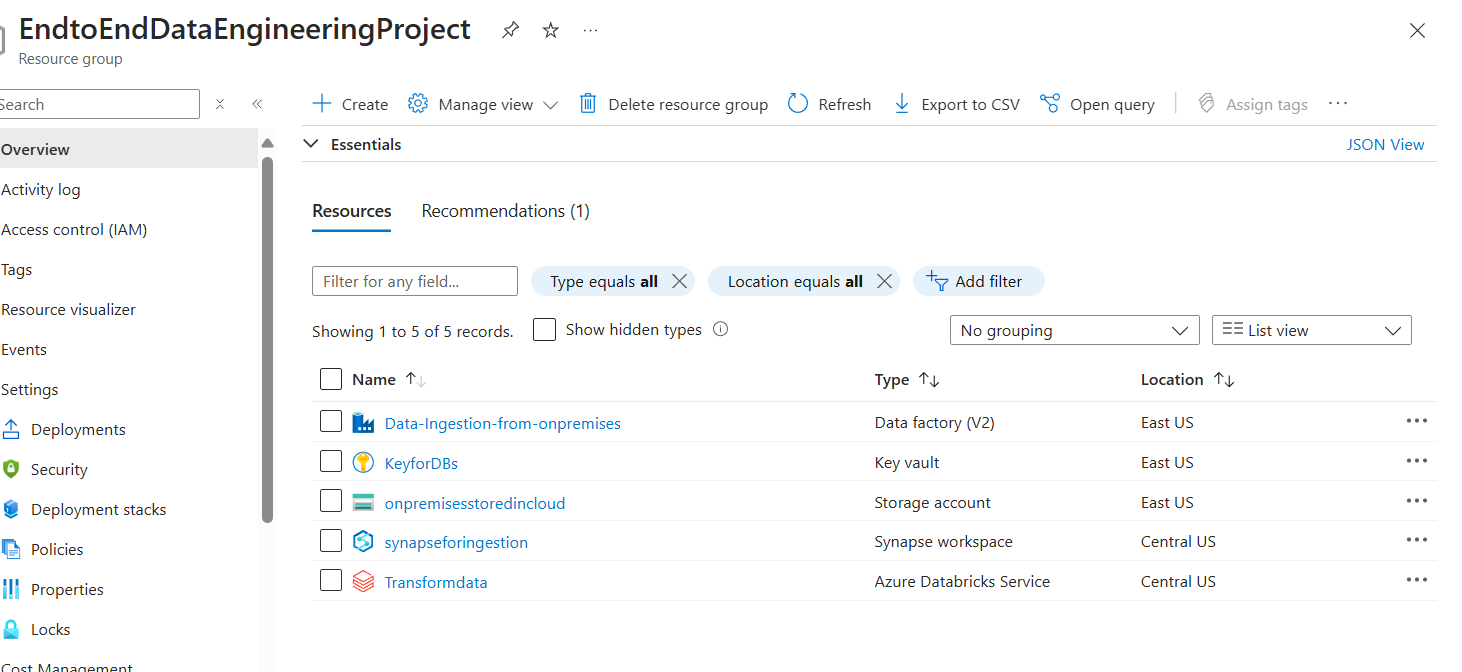 EndtoEndDataEngineeringProject ...
Resource group
Search
Create Manage view Delete resource group Refresh Export to CSV Open query Assign tags ...
Overview
Activity log
Access control (IAM)
Tags
Resource visualizer
Events
Settings
Deployments
Security
Deployment stacks
Policies
Properties
Locks
Cost Management
Essentials JSON View
Resources Recommendations (1)
Filter for any field... Type equals all Location equals all Add filter
Showing 1 to 5 of 5 records. Show hidden types No grouping List view
Name Type Location
Data-Ingestion-from-onpremises Data factory (V2) East US ...
KeyforDBs Key vault East US ...
onpremisesstoredincloud Storage account East US ...
synapseforingestion Synapse workspace Central US ...
Transformdata Azure Databricks Service Central US ...